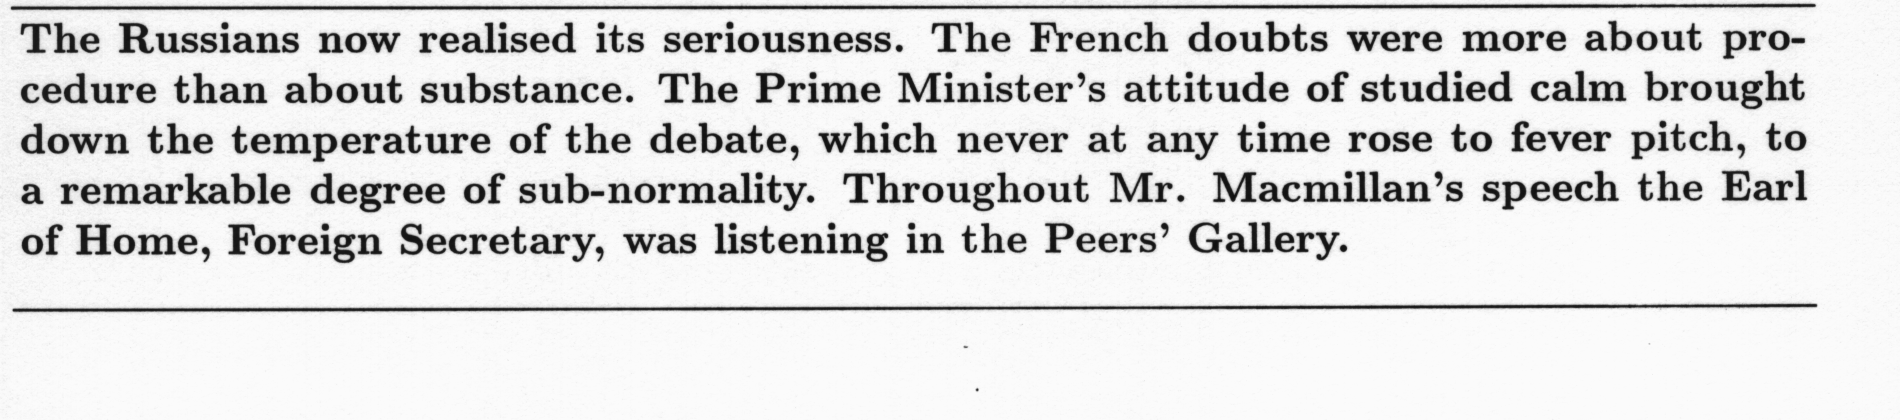 The Russians now realised its seriousness. The French doubts were more about pro-
cedure than about substance. The Prime Minister's attitude of studied calm brought
down the temperature of the debate, which never at any time rose to fever pitch, to
a remarkable degree of sub-normality. Throughout Mr. Macmillan's speech the Earl
of Home, Foreign Secretary, was listening in the Peers' Gallery.